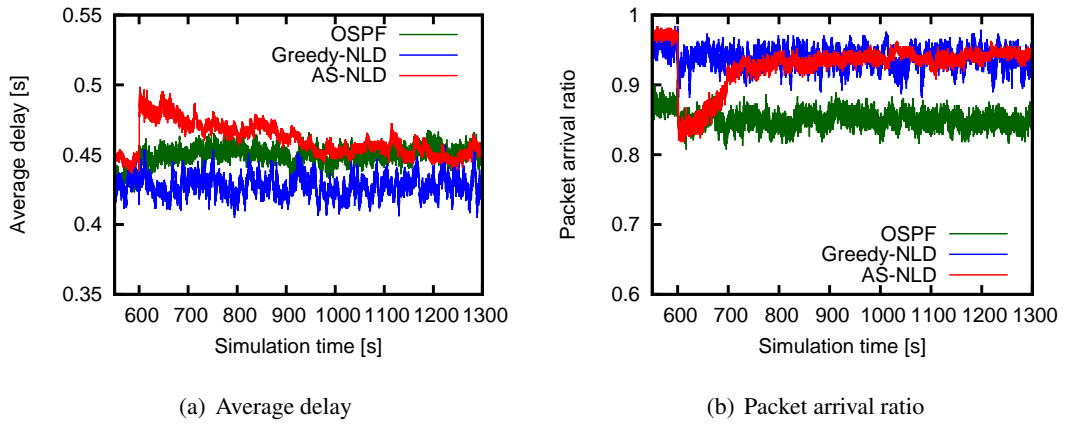 0.55
0.5
0.45
0.4
0.35
600 700 800 900 1000 1100 1200 1300
Average delay [s]
Simulation time [s]
OSPF
Greedy-NLD
AS-NLD
(a) Average delay
1
0.9
0.8
0.7
0.6
600 700 800 900 1000 1100 1200 1300
Packet arrival ratio
Simulation time [s]
OSPF
Greedy-NLD
AS-NLD
(b) Packet arrival ratio